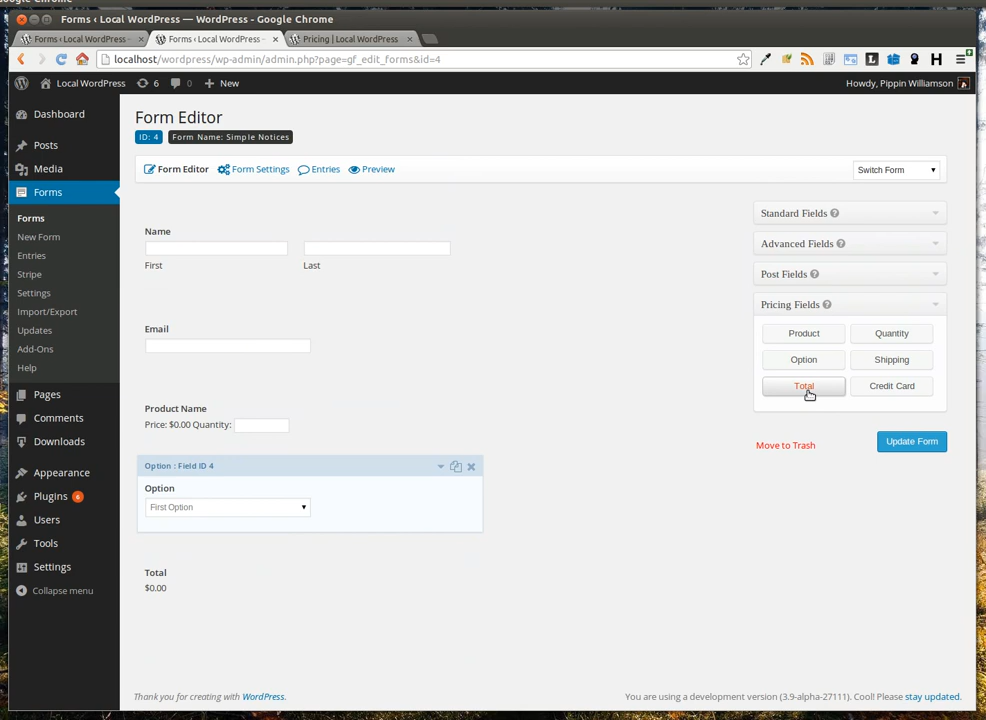 Google Chrome
Forms ‹ Local WordPress — WordPress - Google Chrome
Forms ‹ Local WordPress -
Forms ‹ Local WordPress -
Pricing | Local WordPress
localhost/wordpress/wp-admin/admin.php?page=gf_edit_forms&id=4
Local WordPress
6
0
New
Howdy, Pippin Williamson
Dashboard
Posts
Media
Forms
Forms
New Form
Entries
Stripe
Settings
Import/Export
Updates
Add-Ons
Help
Pages
Comments
Downloads
Appearance
Plugins 6
Users
Tools
Settings
Collapse menu
Form Editor
ID: 4
Form Name: Simple Notices
Form Editor
Form Settings
Entries
Preview
Switch Form
Name
First
Last
Email
Product Name
Price: $0.00 Quantity:
Option : Field ID 4
Option
First Option
Total
$0.00
Standard Fields
Advanced Fields
Post Fields
Pricing Fields
Product
Quantity
Option
Shipping
Total
Credit Card
Move to Trash
Update Form
Thank you for creating with WordPress.
You are using a development version (3.9-alpha-27111). Cool! Please stay updated.